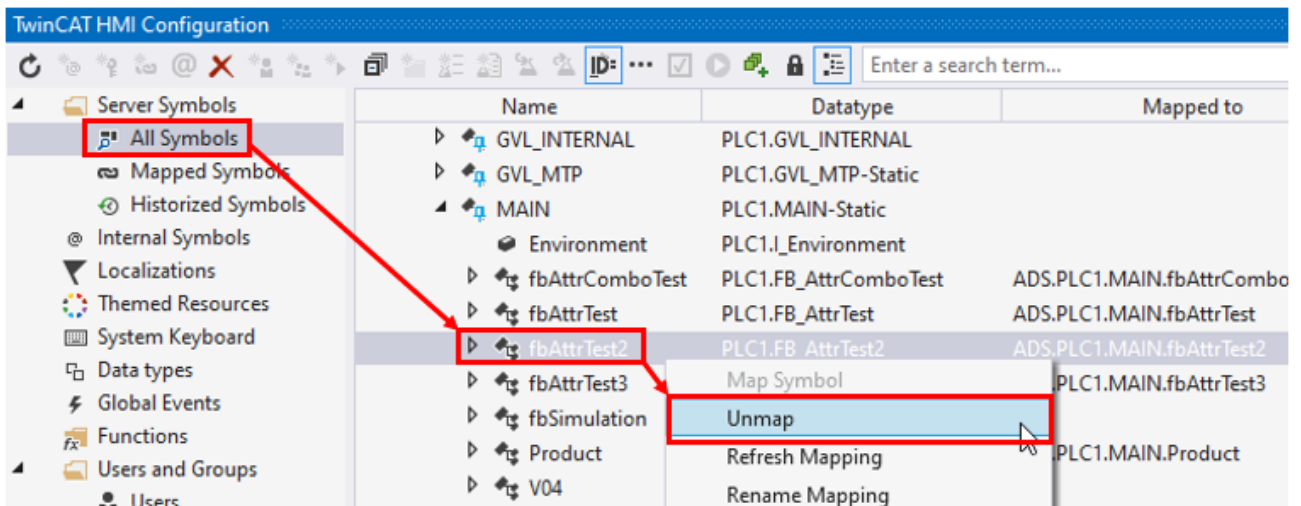 TwinCAT HMI Configuration
ID: Enter a search term...
Server Symbols
All Symbols
Mapped Symbols
Historized Symbols
@ Internal Symbols
Localizations
Themed Resources
System Keyboard
Data types
Global Events
fx Functions
Users and Groups
Users
Name Datatype Mapped to
GVL_INTERNAL PLC1.GVL_INTERNAL
GVL_MTP PLC1.GVL_MTP-Static
MAIN PLC1.MAIN-Static
Environment PLC1.I_Environment
fbAttrComboTest PLC1.FB_AttrComboTest ADS.PLC1.MAIN.fbAttrCombo
fbAttrTest PLC1.FB_AttrTest ADS.PLC1.MAIN.fbAttrTest
fbAttrTest2 PLC1.FB_AttrTest2 ADS.PLC1.MAIN.fbAttrTest2
fbAttrTest3 .PLC1.MAIN.fbAttrTest3
fbSimulation
Product .PLC1.MAIN.Product
V04
Map Symbol
Unmap
Refresh Mapping
Rename Mapping